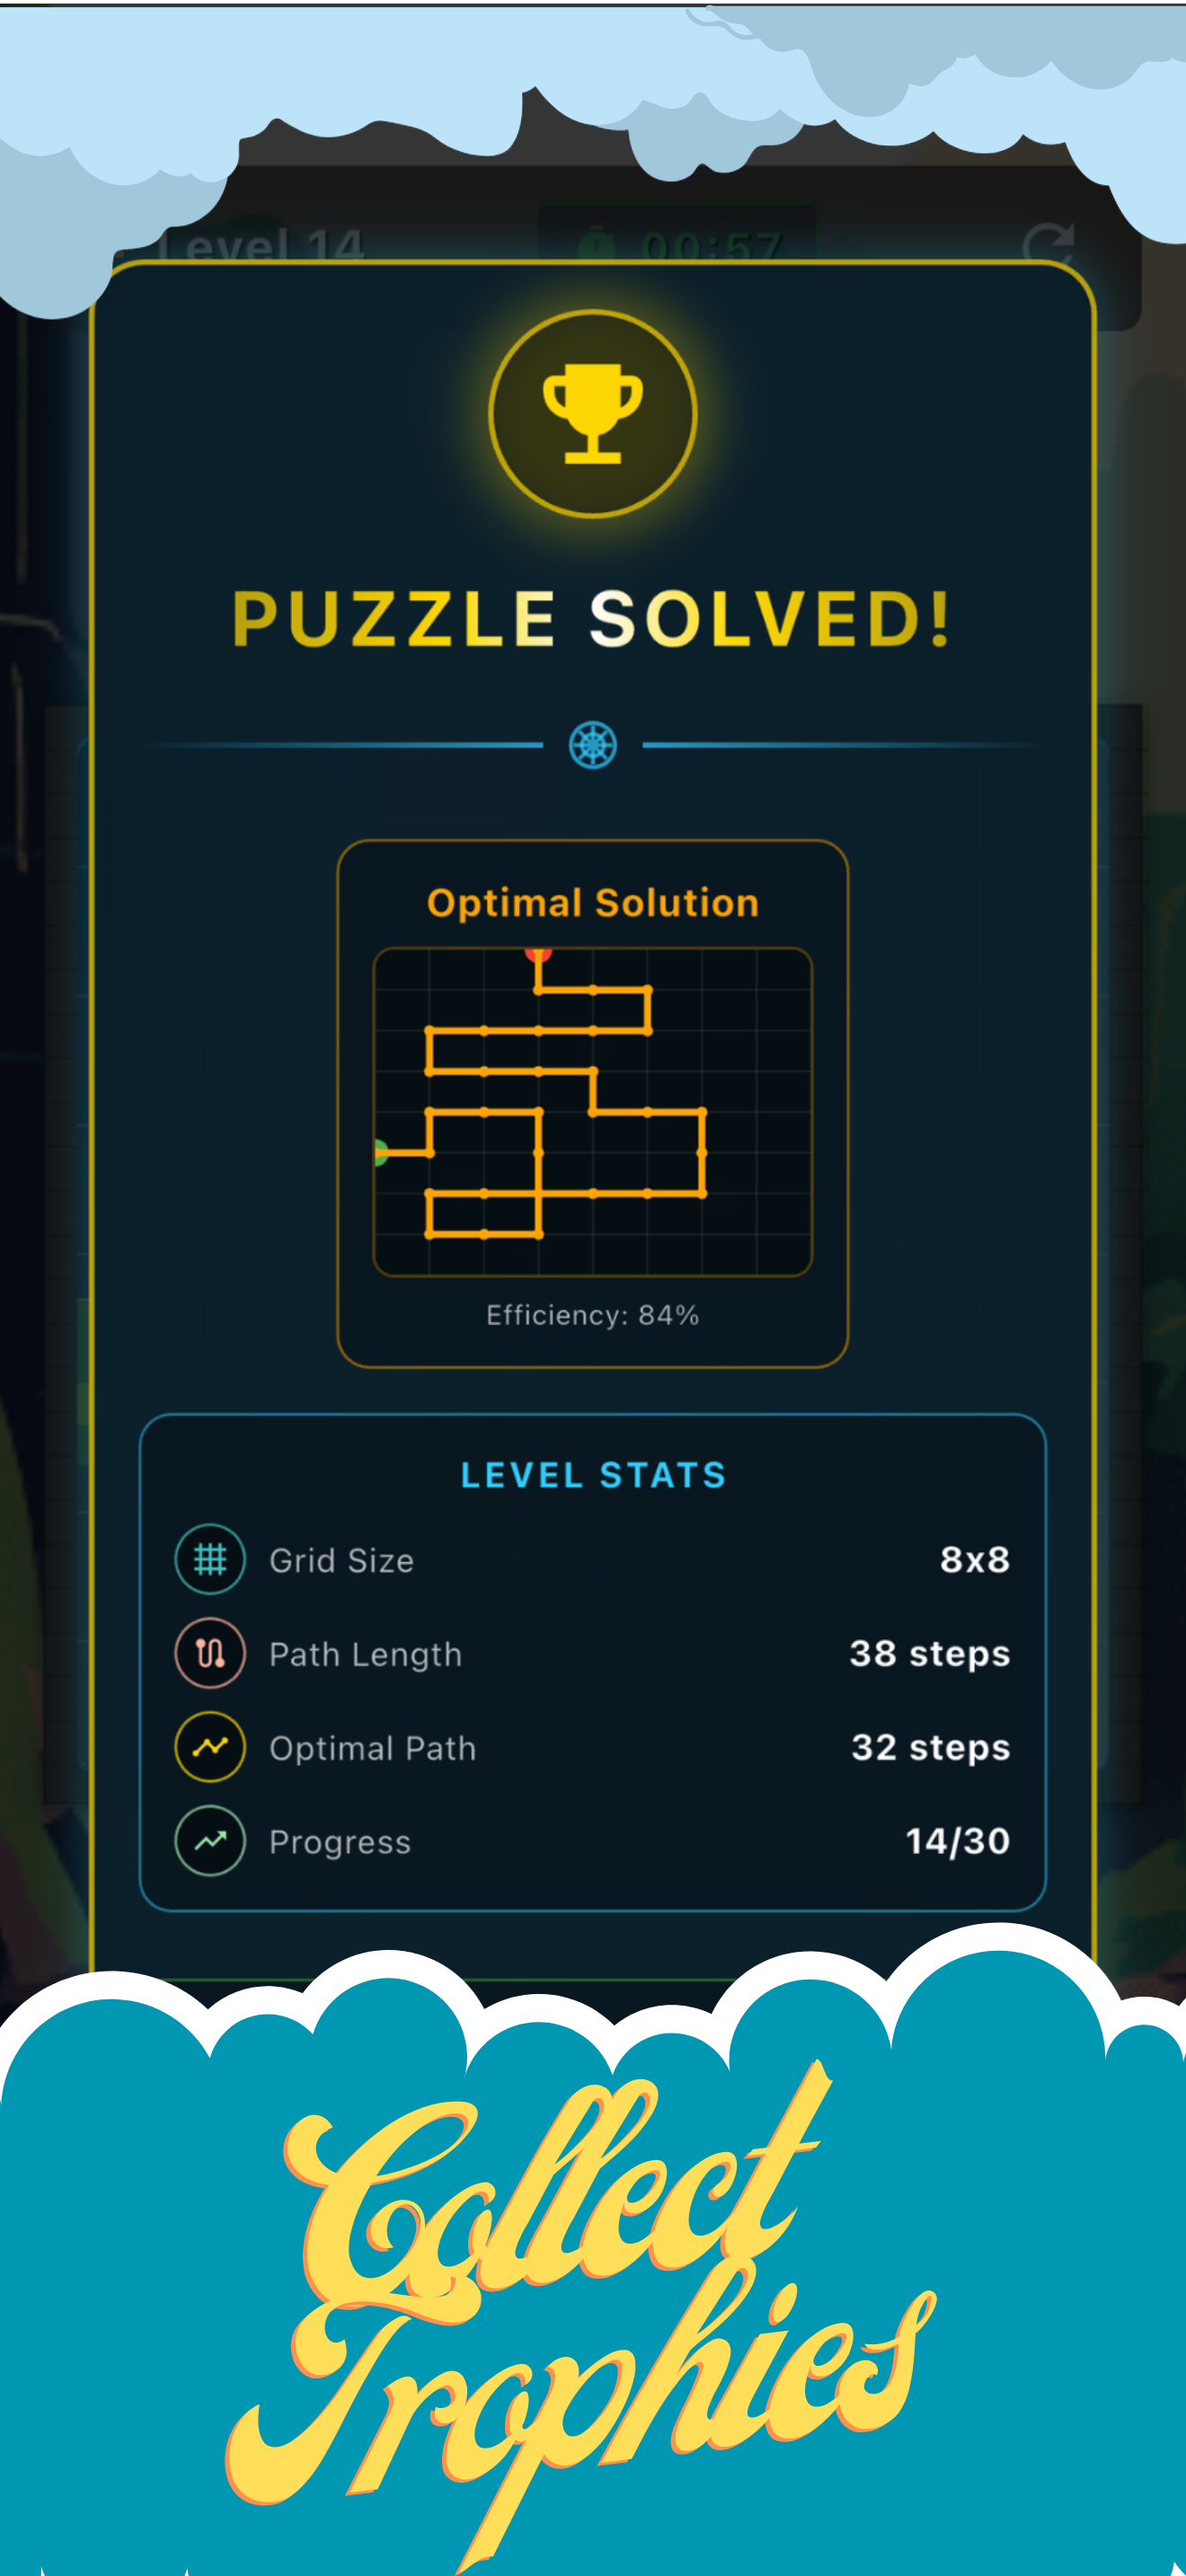 Level 14
00:57
PUZZLE SOLVED!
Optimal Solution
Efficiency: 84%
LEVEL STATS
Grid Size 8x8
Path Length 38 steps
Optimal Path 32 steps
Progress 14/30
Collect
Trophies